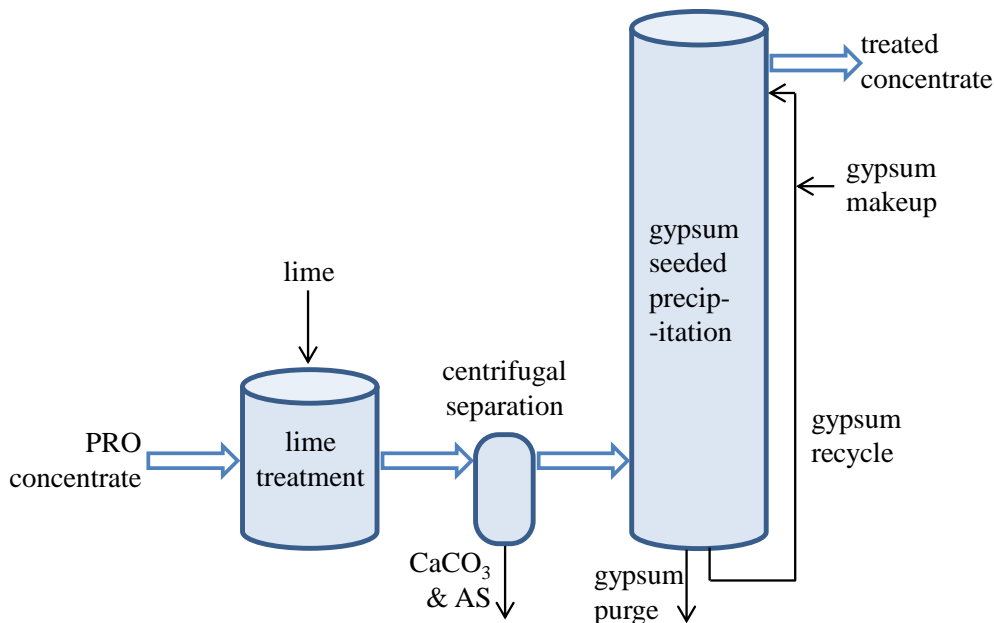 treated
concentrate
gypsum
makeup
gypsum
seeded
precip-
-itation
lime
centrifugal
separation
PRO
concentrate
lime
treatment
gypsum
recycle
CaCO₃
& AS
gypsum
purge